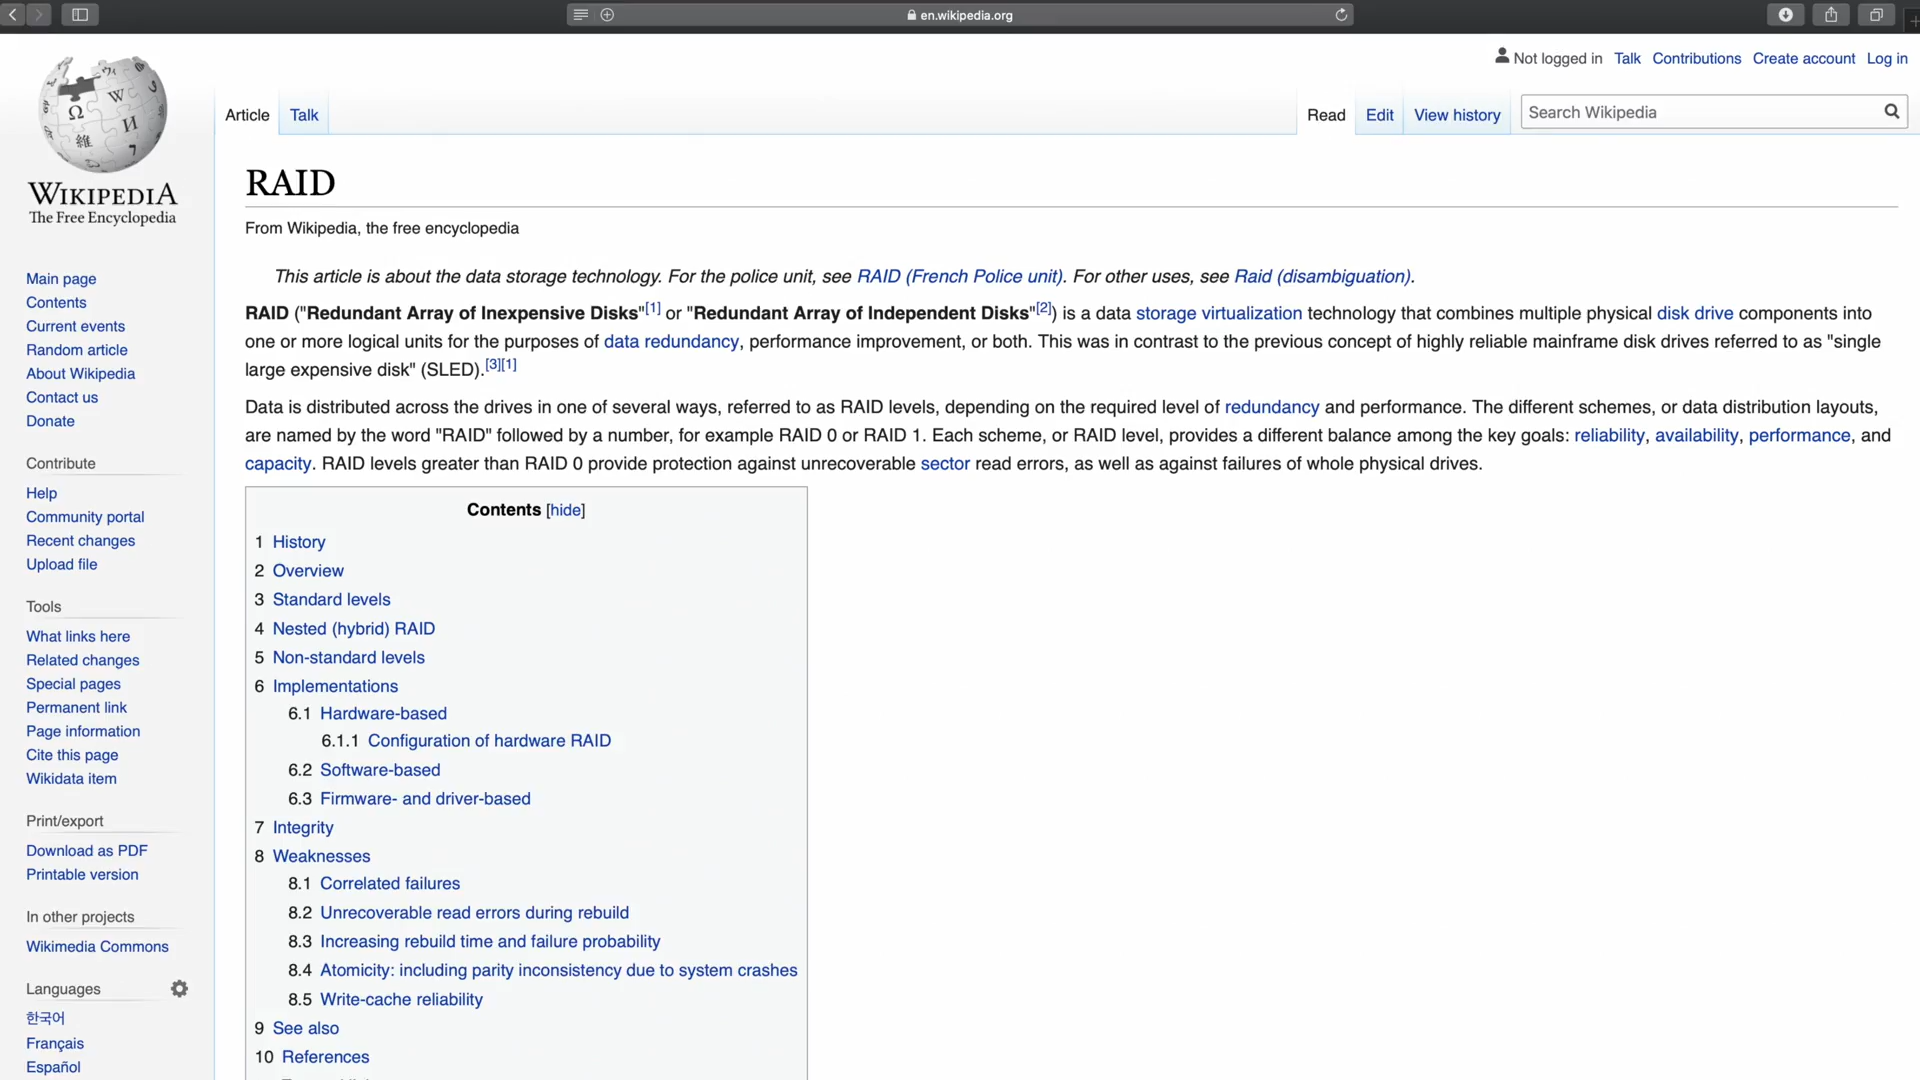 en.wikipedia.org
Not logged in Talk Contributions Create account Log in
Article Talk Read Edit View history Search Wikipedia
WIKIPEDIA
The Free Encyclopedia
Main page
Contents
Current events
Random article
About Wikipedia
Contact us
Donate
Contribute
Help
Community portal
Recent changes
Upload file
Tools
What links here
Related changes
Special pages
Permanent link
Page information
Cite this page
Wikidata item
Print/export
Download as PDF
Printable version
In other projects
Wikimedia Commons
Languages
한국어
Français
Español
RAID
From Wikipedia, the free encyclopedia
This article is about the data storage technology. For the police unit, see RAID (French Police unit). For other uses, see Raid (disambiguation).
RAID ("Redundant Array of Inexpensive Disks"[1] or "Redundant Array of Independent Disks"[2]) is a data storage virtualization technology that combines multiple physical disk drive components into
one or more logical units for the purposes of data redundancy, performance improvement, or both. This was in contrast to the previous concept of highly reliable mainframe disk drives referred to as "single
large expensive disk" (SLED).[3][1]
Data is distributed across the drives in one of several ways, referred to as RAID levels, depending on the required level of redundancy and performance. The different schemes, or data distribution layouts,
are named by the word "RAID" followed by a number, for example RAID 0 or RAID 1. Each scheme, or RAID level, provides a different balance among the key goals: reliability, availability, performance, and
capacity. RAID levels greater than RAID 0 provide protection against unrecoverable sector read errors, as well as against failures of whole physical drives.
Contents [hide]
1 History
2 Overview
3 Standard levels
4 Nested (hybrid) RAID
5 Non-standard levels
6 Implementations
6.1 Hardware-based
6.1.1 Configuration of hardware RAID
6.2 Software-based
6.3 Firmware- and driver-based
7 Integrity
8 Weaknesses
8.1 Correlated failures
8.2 Unrecoverable read errors during rebuild
8.3 Increasing rebuild time and failure probability
8.4 Atomicity: including parity inconsistency due to system crashes
8.5 Write-cache reliability
9 See also
10 References